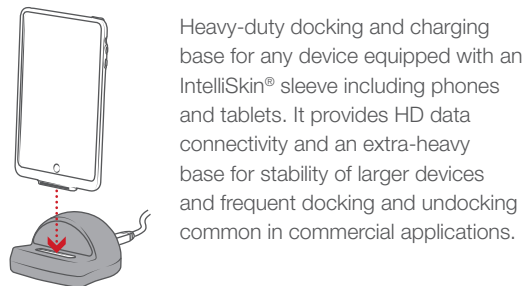 Heavy-duty docking and charging
base for any device equipped with an
IntelliSkin® sleeve including phones
and tablets. It provides HD data
connectivity and an extra-heavy
base for stability of larger devices
and frequent docking and undocking
common in commercial applications.